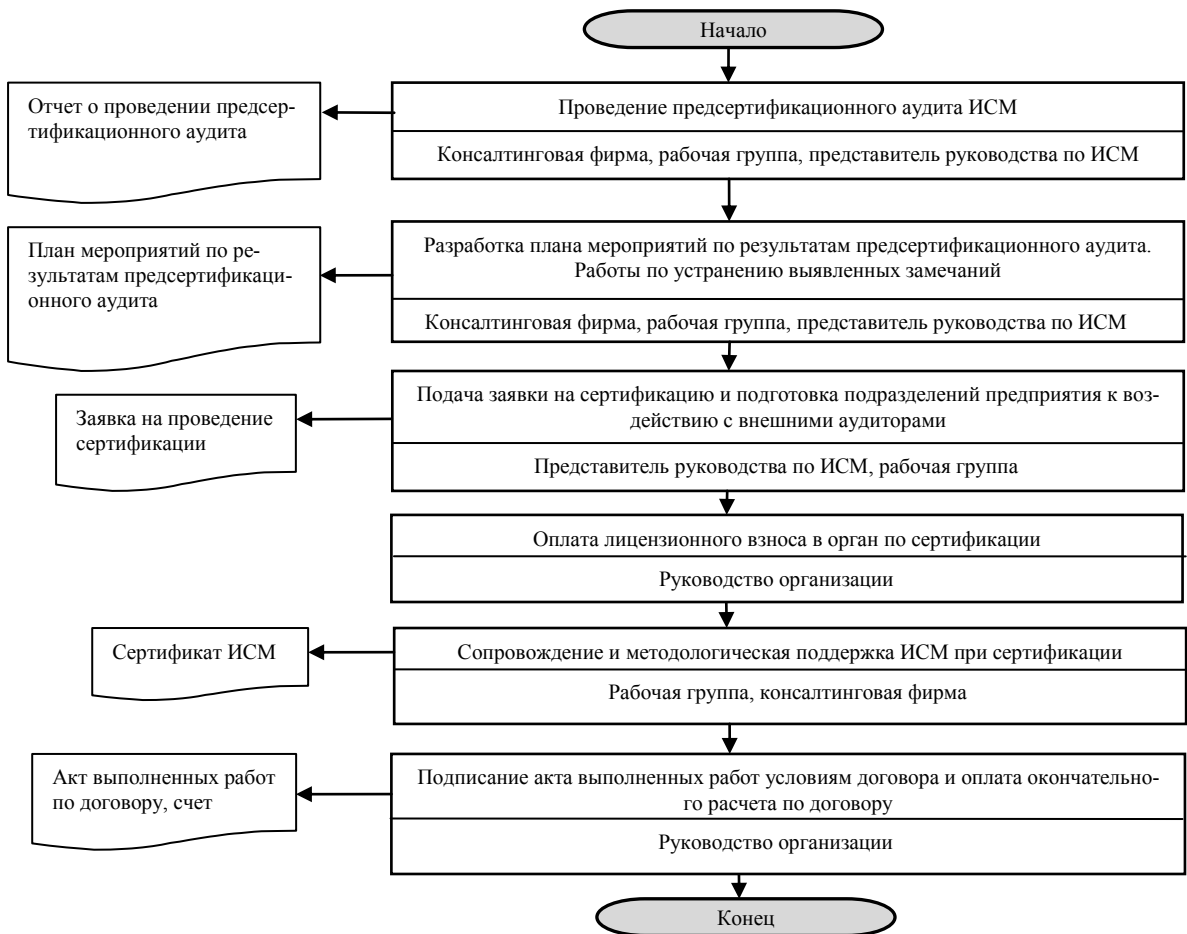 Начало
Отчет о проведении предсер-
тификационного аудита
Проведение предсертификационного аудита ИСМ
Консалтинговая фирма, рабочая группа, представитель руководства по ИСМ
План мероприятий по ре-
зультатам предсертификаци-
онного аудита
Разработка плана мероприятий по результатам предсертификационного аудита.
Работы по устранению выявленных замечаний
Консалтинговая фирма, рабочая группа, представитель руководства по ИСМ
Заявка на проведение
сертификации
Подача заявки на сертификацию и подготовка подразделений предприятия к воз-
действию с внешними аудиторами
Представитель руководства по ИСМ, рабочая группа
Оплата лицензионного взноса в орган по сертификации
Руководство организации
Сертификат ИСМ
Сопровождение и методологическая поддержка ИСМ при сертификации
Рабочая группа, консалтинговая фирма
Акт выполненных работ
по договору, счет
Подписание акта выполненных работ условиям договора и оплата окончательно-
го расчета по договору
Руководство организации
Конец